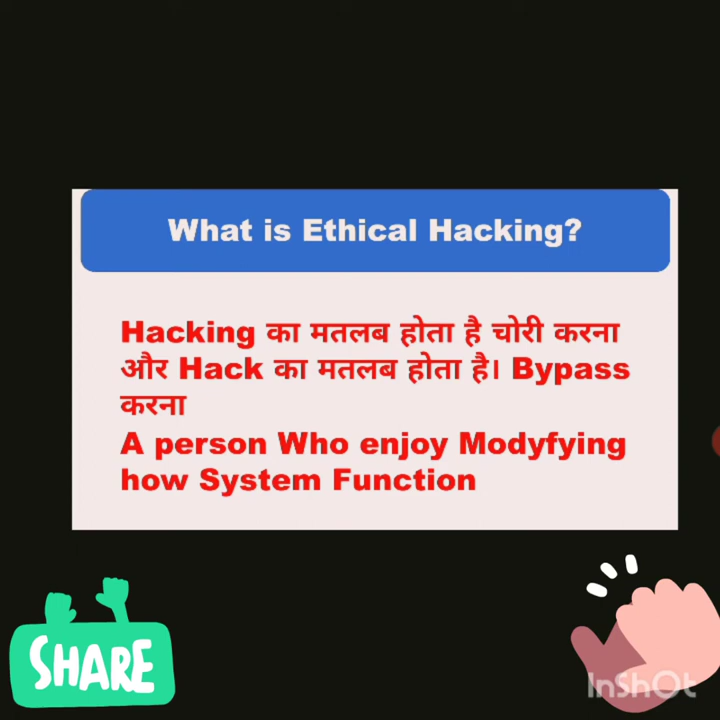 What is Ethical Hacking?
Hacking का मतलब होता है चोरी करना
और Hack का मतलब होता है। Bypass
करना
A person Who enjoy Modyfying
how System Function
SHARE
InShOt